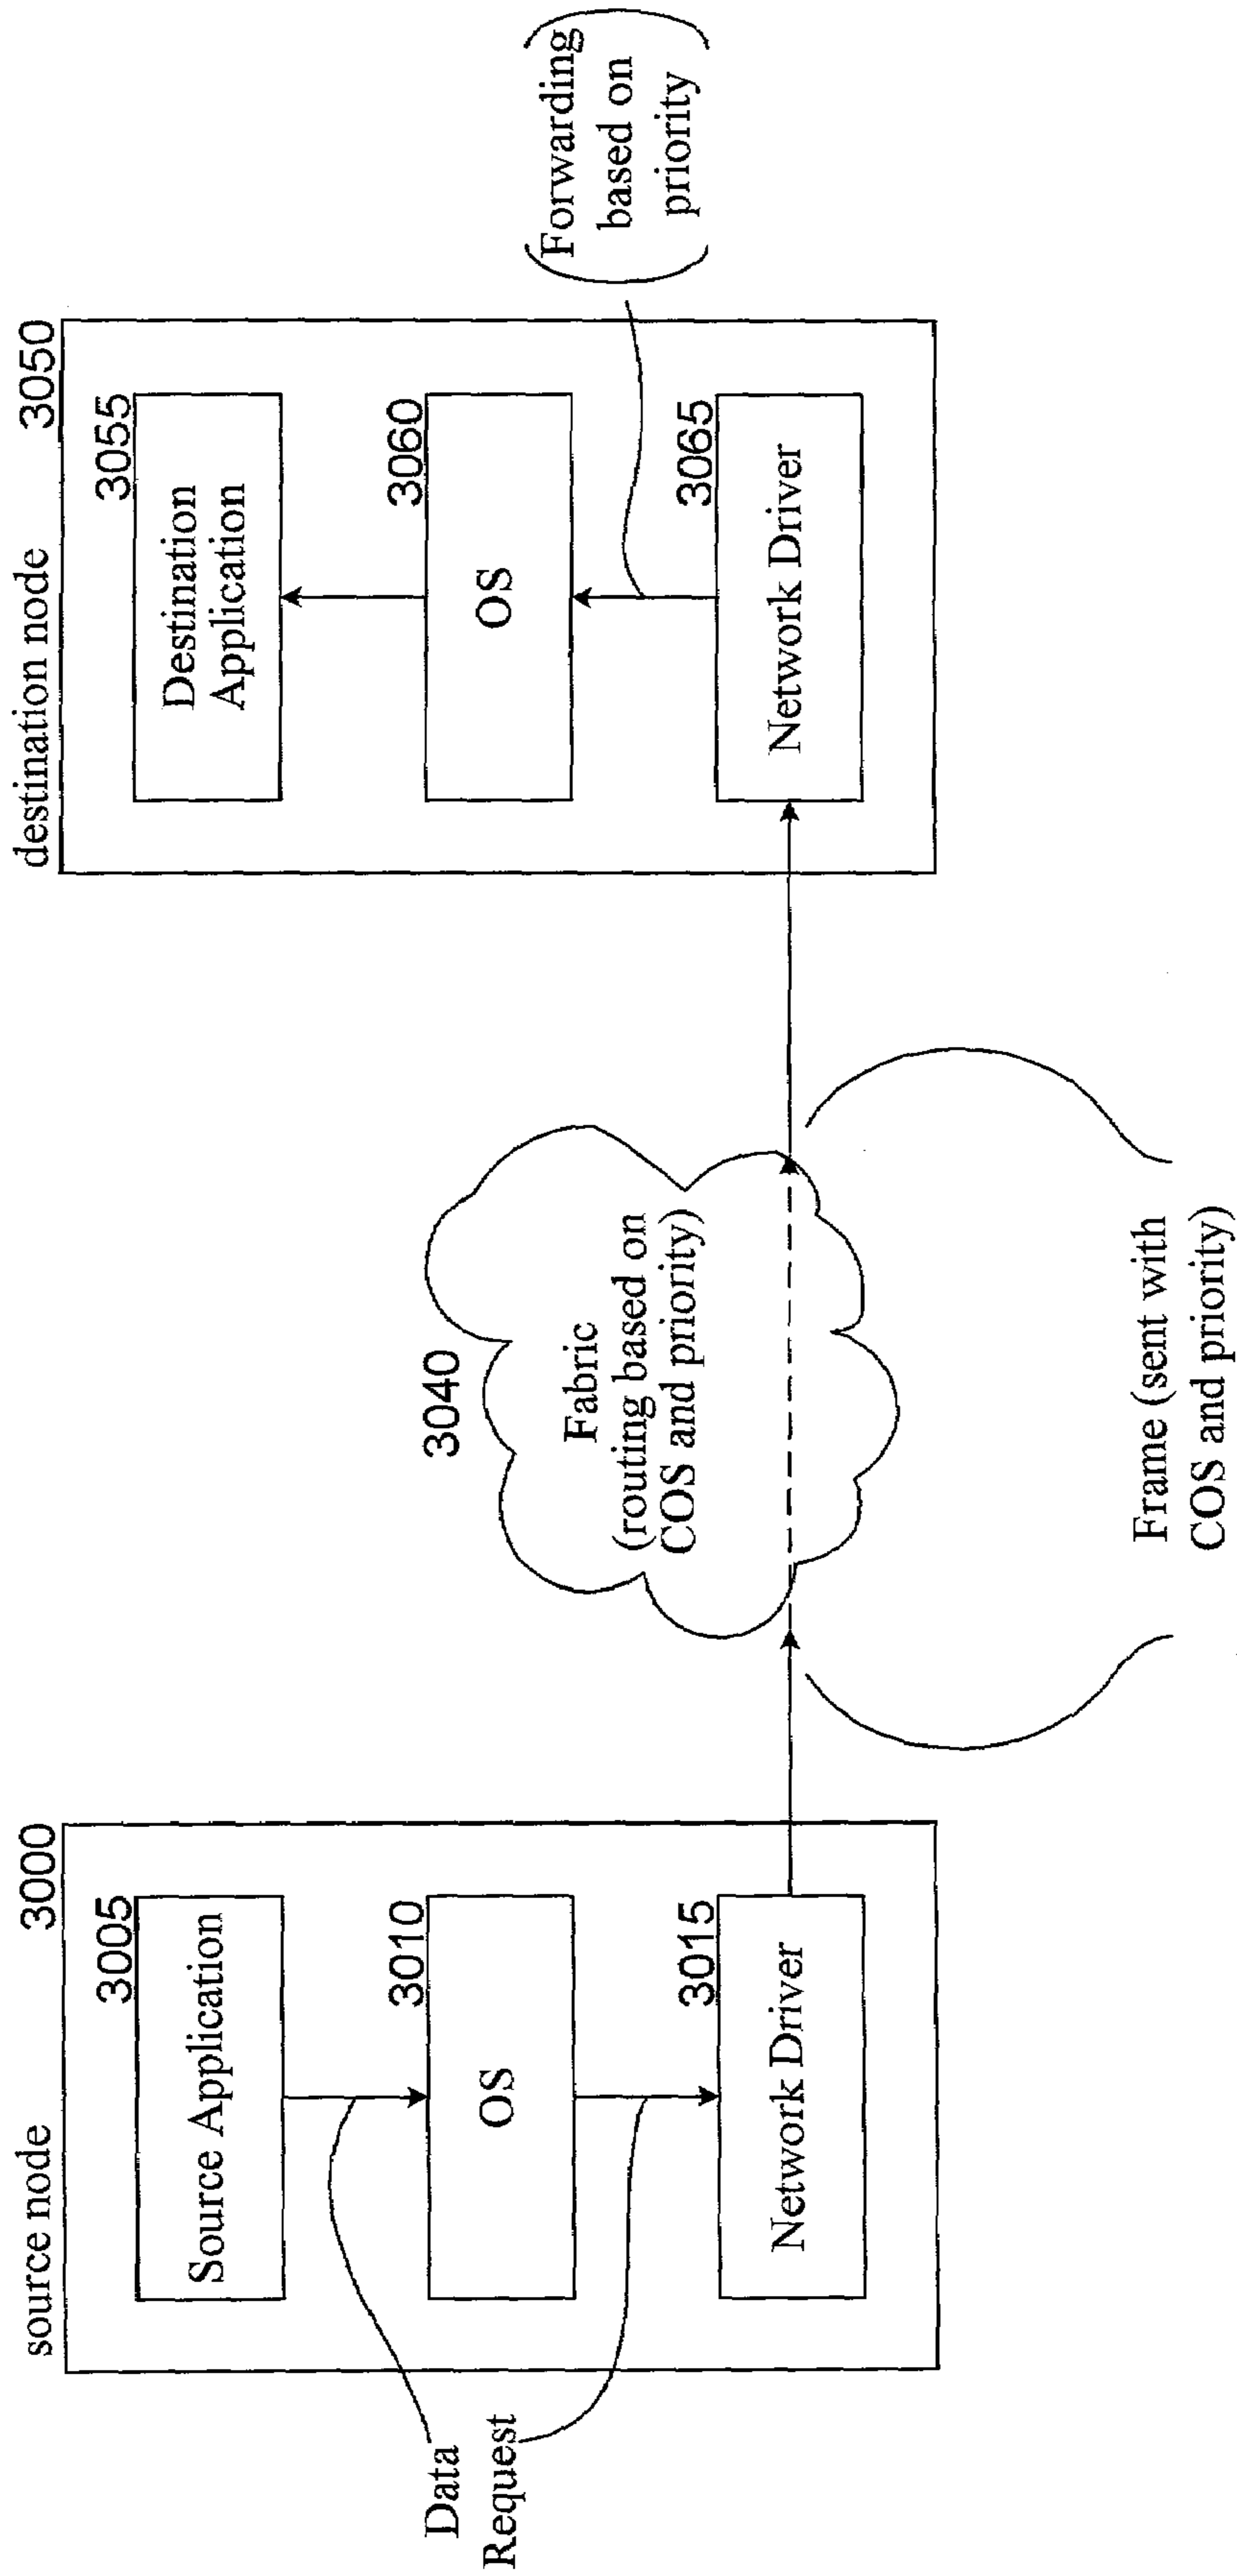 source node
3000
3005
Source Application
3010
OS
3015
Network Driver
Data
Request
3040
Fabric
(routing based on
COS and priority)
Frame (sent with
COS and priority)
destination node
3050
3055
Destination
Application
3060
OS
3065
Network Driver
Forwarding
based on
priority